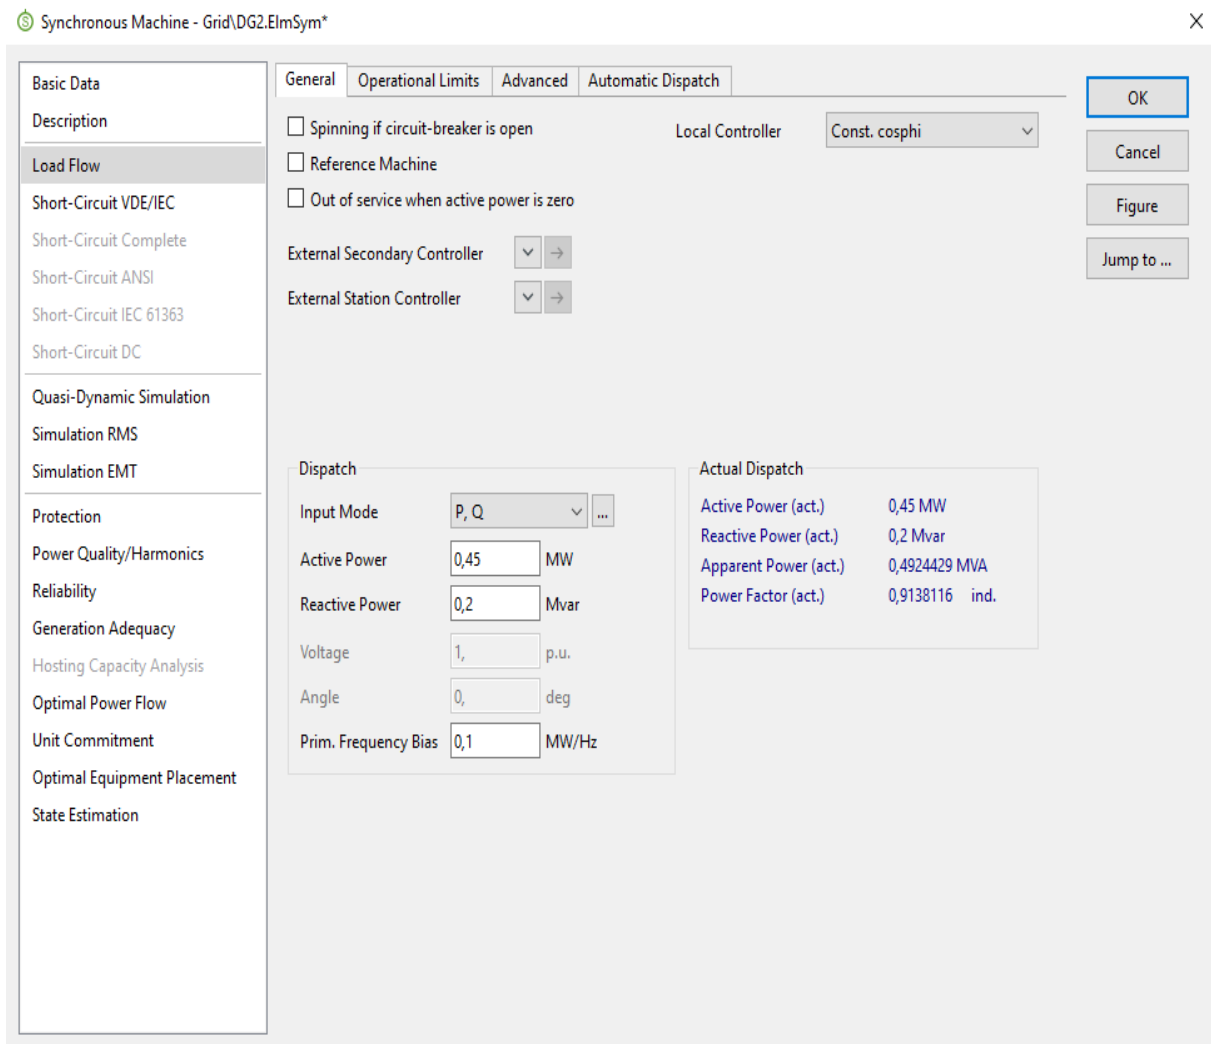 Synchronous Machine - Grid\DG2.ElmSym*
Basic Data
Description
Load Flow
Short-Circuit VDE/IEC
Short-Circuit Complete
Short-Circuit ANSI
Short-Circuit IEC 61363
Short-Circuit DC
Quasi-Dynamic Simulation
Simulation RMS
Simulation EMT
Protection
Power Quality/Harmonics
Reliability
Generation Adequacy
Hosting Capacity Analysis
Optimal Power Flow
Unit Commitment
Optimal Equipment Placement
State Estimation
General Operational Limits Advanced Automatic Dispatch
Spinning if circuit-breaker is open
Reference Machine
Out of service when active power is zero
Local Controller Const. cosphi
External Secondary Controller
External Station Controller
Dispatch
Input Mode P, Q ...
Active Power 0,45 MW
Reactive Power 0,2 Mvar
Voltage 1, p.u.
Angle 0, deg
Prim. Frequency Bias 0,1 MW/Hz
Actual Dispatch
Active Power (act.) 0,45 MW
Reactive Power (act.) 0,2 Mvar
Apparent Power (act.) 0,4924429 MVA
Power Factor (act.) 0,9138116 ind.
OK
Cancel
Figure
Jump to ...